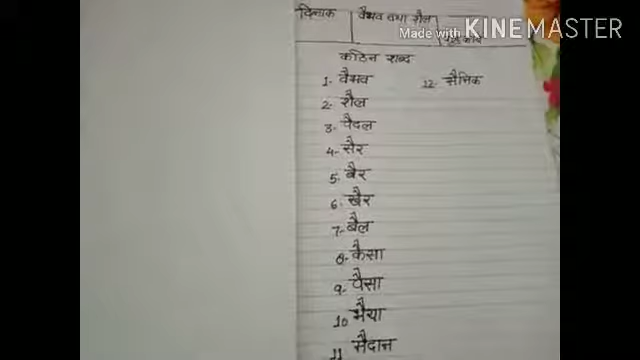 दिनांक वैभव तथा शैल
गृह कार्य
Made with KINEMASTER
कठिन शब्द
1- वैभव 12- सैनिक
2- शैल
3- पैदल
4- सैर
5- बैर
6- खैर
7- बैल
8- कैसा
9- पैसा
10 भैया
11 मैदान